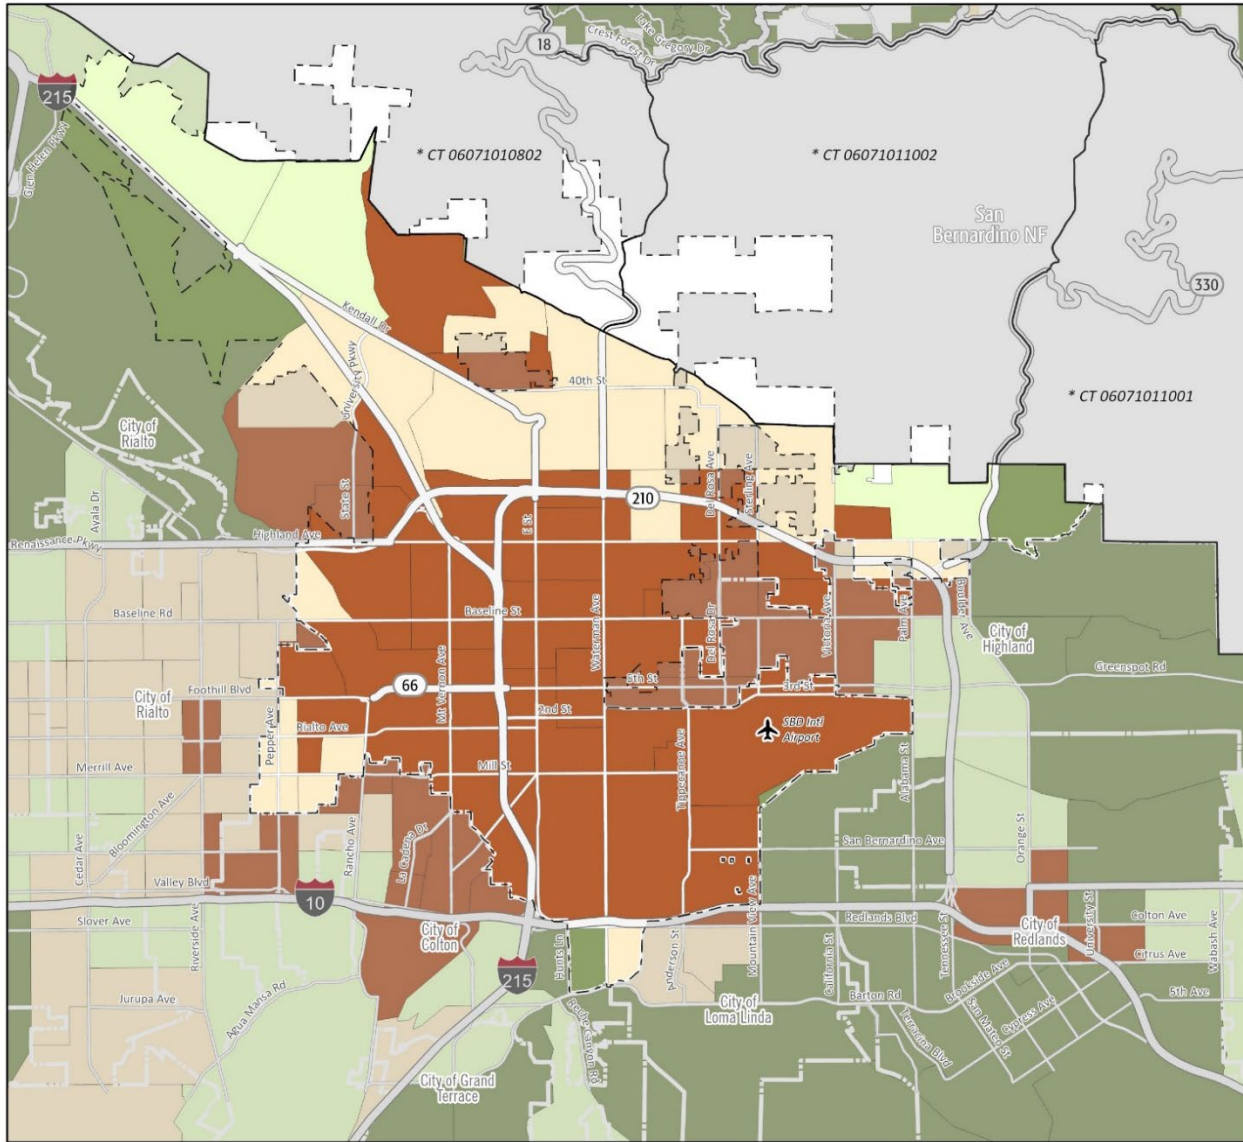 18
Lake Gregory Dr
Crest Forest Dr
215
Glen Helen Pkwy
* CT 06071010802
* CT 06071011002
San
Bernardino NF
330
Kendall Dr
University Pkwy
40th St
* CT 06071011001
City of
Rialto
Del Rosa Ave
Sterling Ave
Ayala Dr
State St
210
E St
Highland Ave
Renaissance Pkwy
Baseline Rd
Baseline St
Waterman Ave
Del Rosa Dr
Victoria Ave
Palm Ave
Boulder Ave
City of
Highland
Greenspot Rd
Mt Vernon Ave
66
5th St
3rd St
Foothill Blvd
City of
Rialto
2nd St
Rialto Ave
Pepper Ave
SBD Intl
Airport
Merrill Ave
Mill St
Tippecanoe Ave
Alabama St
Bloomington Ave
Cedar Ave
Rancho Ave
La Cadena Dr
San Bernardino Ave
Orange St
Valley Blvd
10
Mountain View Ave
Slover Ave
Riverside Ave
City of
Colton
Hunts Ln
Anderson St
Redlands Blvd
California St
Tennessee St
City of
Redlands
University St
Colton Ave
Citrus Ave
Wabash Ave
215
Jurupa Ave
Agua Mansa Rd
Reche Canyon Rd
City of
Loma Linda
Barton Rd
Terracina Blvd
Brookside Ave
San Mateo St
Cypress Ave
5th Ave
City of Grand
Terrace